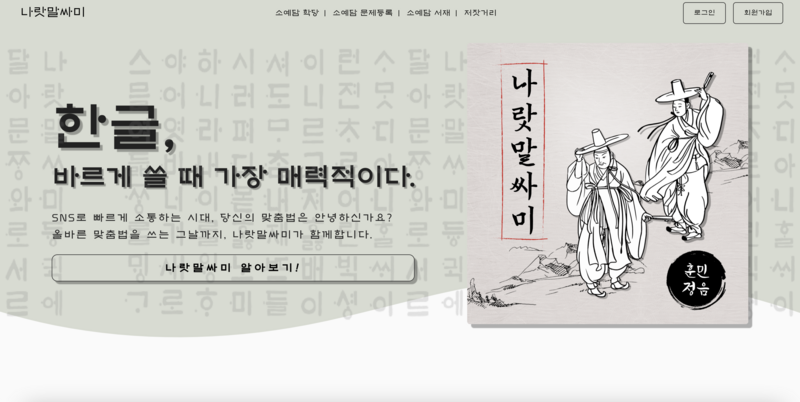 나랏말싸미
소예담 학당 | 소예담 문제등록 | 소예담 서재 | 저잣거리
로그인
회원가입
한글,
바르게 쓸 때 가장 매력적이다.
SNS로 빠르게 소통하는 시대, 당신의 맞춤법은 안녕하신가요?
올바른 맞춤법을 쓰는 그날까지, 나랏말싸미가 함께합니다.
나랏말싸미 알아보기!
나랏말싸미
훈민
정음